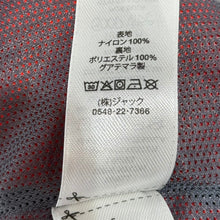 表地
ナイロン100%
裏地
ポリエステル100%
グアテマラ製
(株)ジャック
0548-22-7366